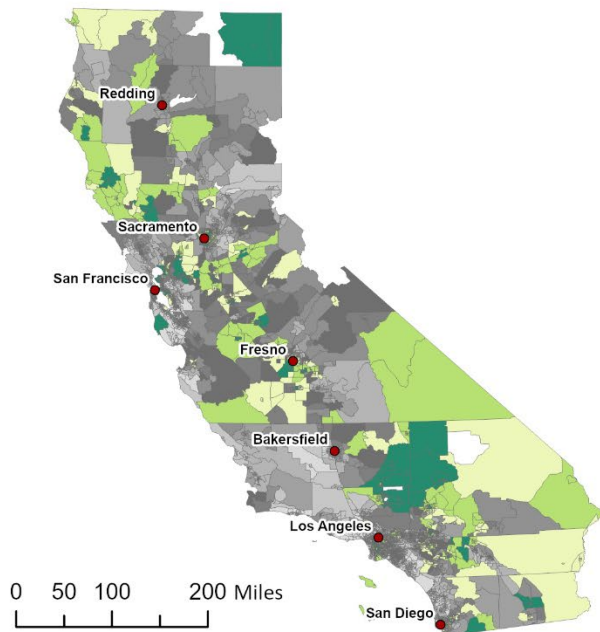 Redding
Sacramento
San Francisco
Fresno
Bakersfield
Los Angeles
San Diego
0 50 100 200 Miles